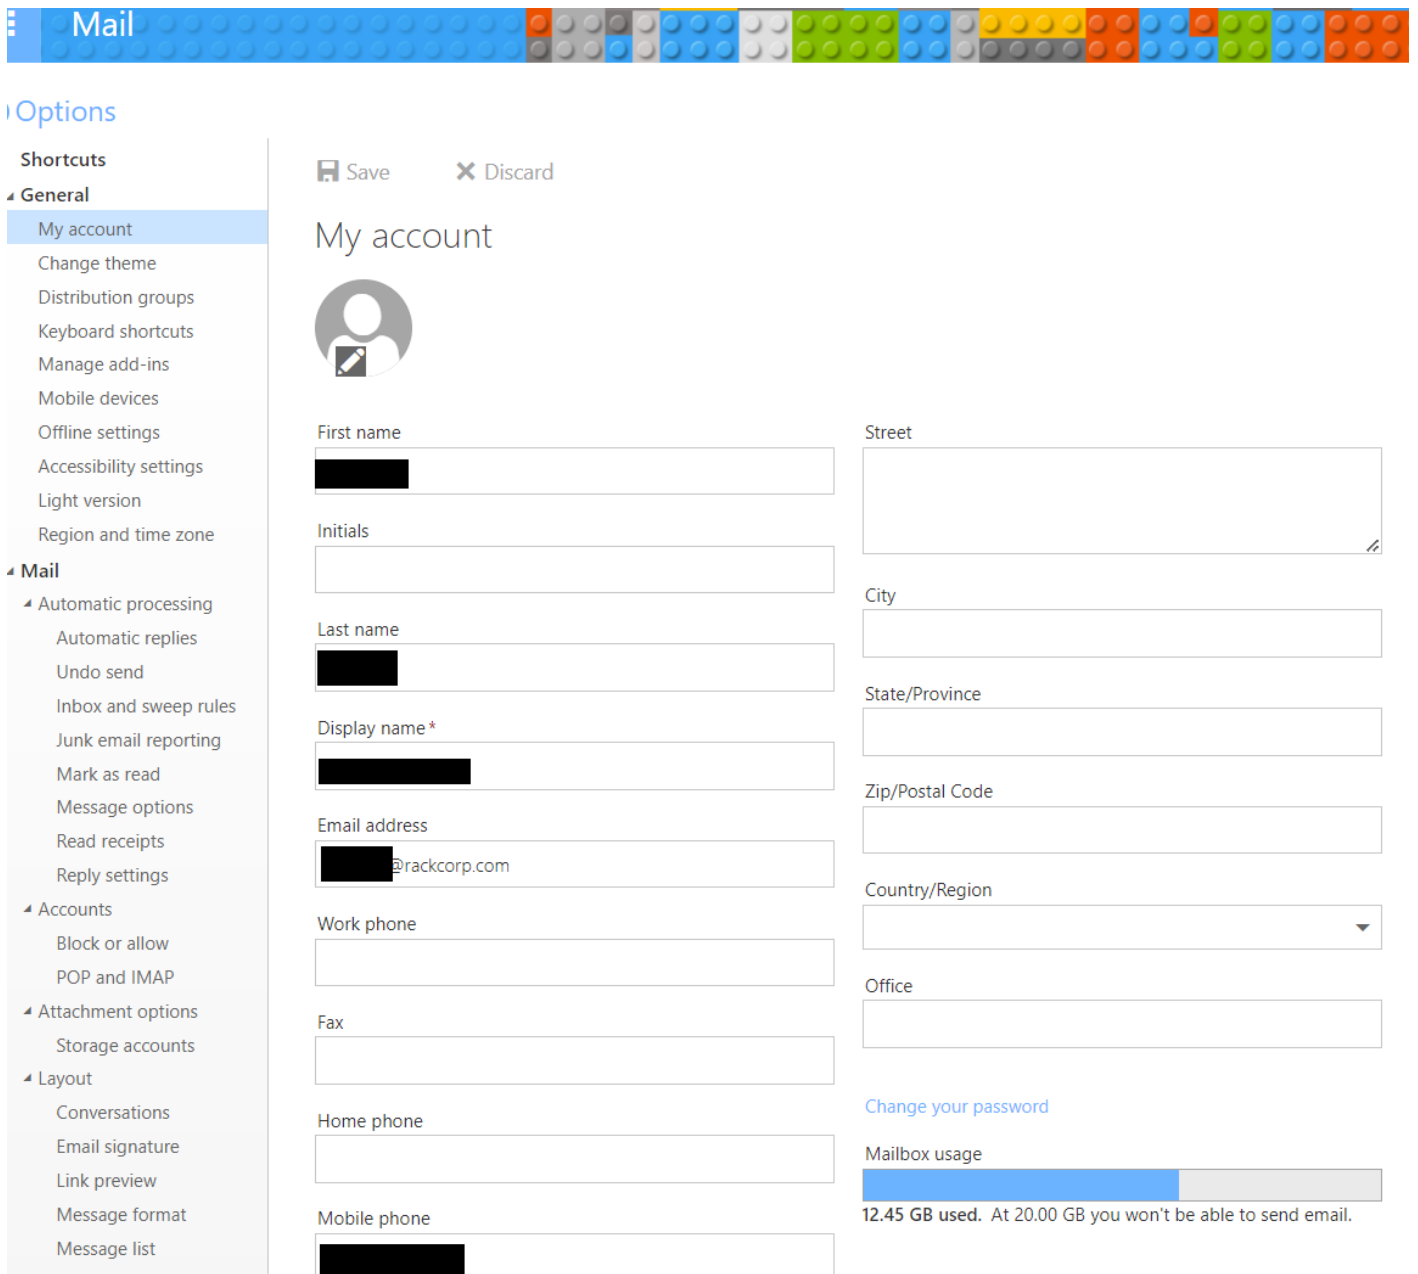 Mail
Options
Shortcuts
General
My account
Change theme
Distribution groups
Keyboard shortcuts
Manage add-ins
Mobile devices
Offline settings
Accessibility settings
Light version
Region and time zone
Mail
Automatic processing
Automatic replies
Undo send
Inbox and sweep rules
Junk email reporting
Mark as read
Message options
Read receipts
Reply settings
Accounts
Block or allow
POP and IMAP
Attachment options
Storage accounts
Layout
Conversations
Email signature
Link preview
Message format
Message list
Save Discard
My account
First name
Initials
Last name
Display name*
Email address
@rackcorp.com
Work phone
Fax
Home phone
Mobile phone
Street
City
State/Province
Zip/Postal Code
Country/Region
Office
Change your password
Mailbox usage
12.45 GB used. At 20.00 GB you won't be able to send email.